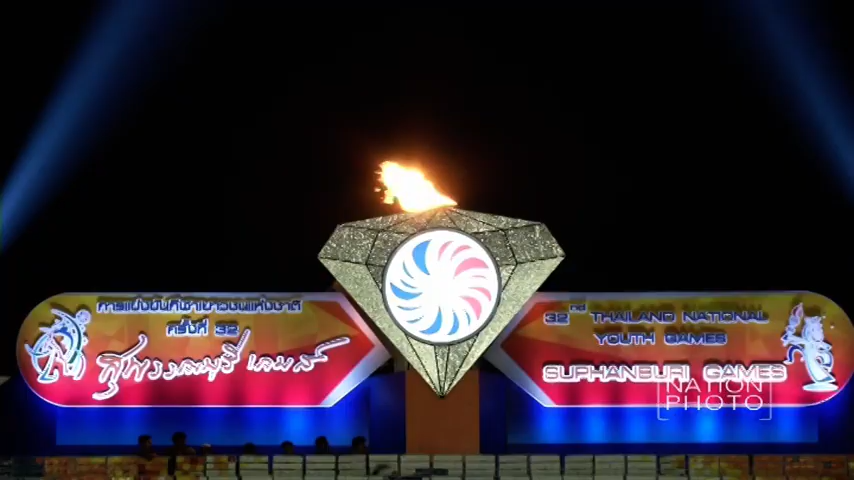 การแข่งขันกีฬาเยาวชนแห่งชาติ
ครั้งที่ 32
สุพรรณบุรี เกมส์
32nd THAILAND NATIONAL
YOUTH GAMES
SUPHANBURI GAMES
NATION
PHOTO